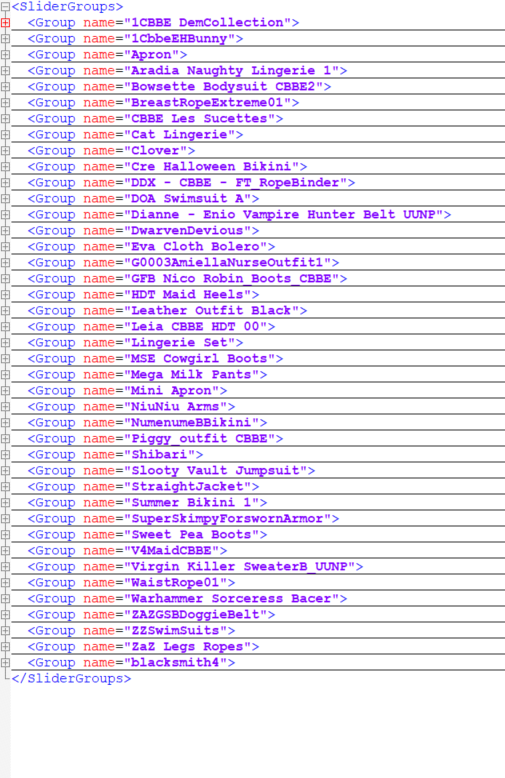 <SliderGroups>
<Group name="1CBBE DemCollection">
<Group name="1CbbeEHBunny">
<Group name="Apron">
<Group name="Aradia Naughty Lingerie 1">
<Group name="Bowsette Bodysuit CBBE2">
<Group name="BreastRopeExtreme01">
<Group name="CBBE Les Sucettes">
<Group name="Cat Lingerie">
<Group name="Clover">
<Group name="Cre Halloween Bikini">
<Group name="DDX - CBBE - FT_RopeBinder">
<Group name="DOA Swimsuit A">
<Group name="Dianne - Enio Vampire Hunter Belt UUNP">
<Group name="DwarvenDevious">
<Group name="Eva Cloth Bolero">
<Group name="G0003AmiellaNurseOutfit1">
<Group name="GFB Nico Robin_Boots_CBBE">
<Group name="HDT Maid Heels">
<Group name="Leather Outfit Black">
<Group name="Leia CBBE HDT 00">
<Group name="Lingerie Set">
<Group name="MSE Cowgirl Boots">
<Group name="Mega Milk Pants">
<Group name="Mini Apron">
<Group name="NiuNiu Arms">
<Group name="NumenumeBBikini">
<Group name="Piggy_outfit CBBE">
<Group name="Shibari">
<Group name="Slooty Vault Jumpsuit">
<Group name="StraightJacket">
<Group name="Summer Bikini 1">
<Group name="SuperSkimpyForswornArmor">
<Group name="Sweet Pea Boots">
<Group name="V4MaidCBBE">
<Group name="Virgin Killer SweaterB_UUNP">
<Group name="WaistRope01">
<Group name="Warhammer Sorceress Bacer">
<Group name="ZAZGSBDoggieBelt">
<Group name="ZZSwimSuits">
<Group name="ZaZ Legs Ropes">
<Group name="blacksmith4">
</SliderGroups>